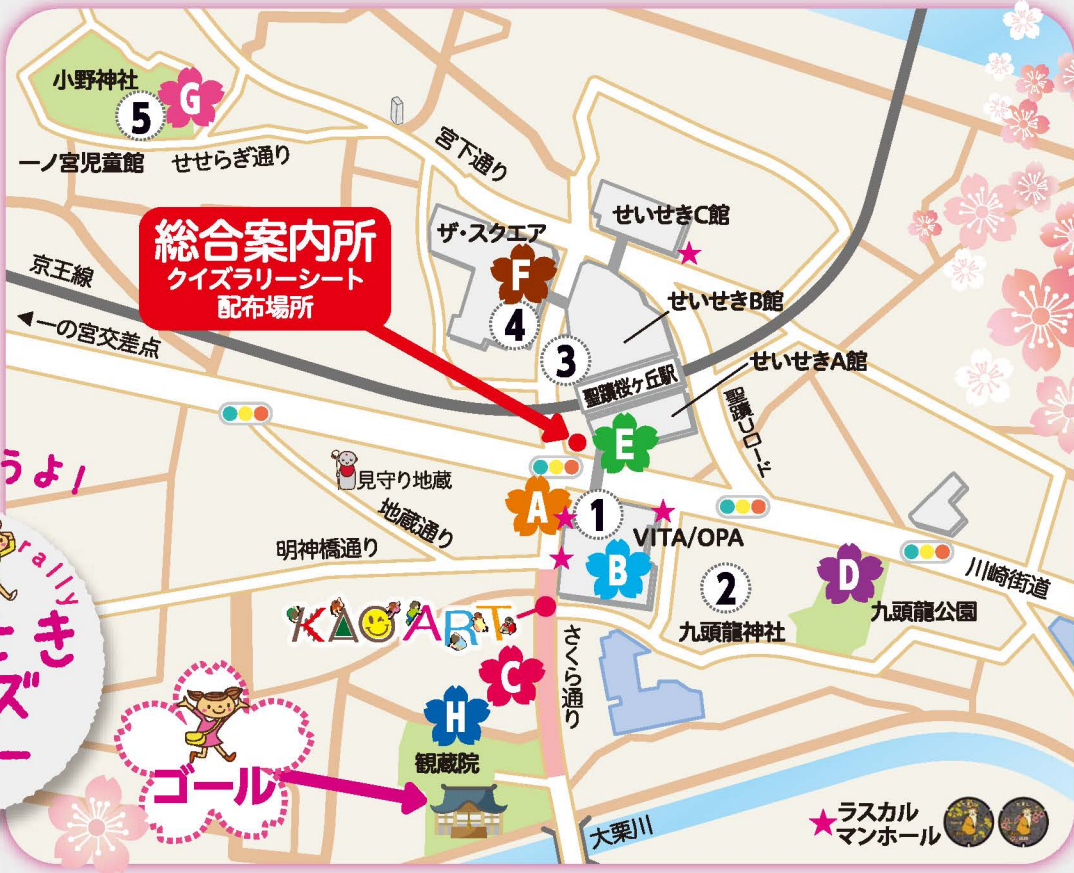 小野神社
G
5
一ノ宮児童館
せせらぎ通り
宮下通り
総合案内所
クイズラリーシート
配布場所
ザ・スクエア
F
4
せいせきC館
せいせきB館
3
聖蹟桜ヶ丘駅
せいせきA館
京王線
◀一の宮交差点
聖蹟Uロード
E
見守り地蔵
地蔵通り
明神橋通り
A
1
VITA/OPA
B
2
九頭龍神社
D
九頭龍公園
川崎街道
うよ!
rally
き
ズ
ー
KAO ART
さくら通り
C
H
観蔵院
ゴール
大栗川
★ラスカル
マンホール